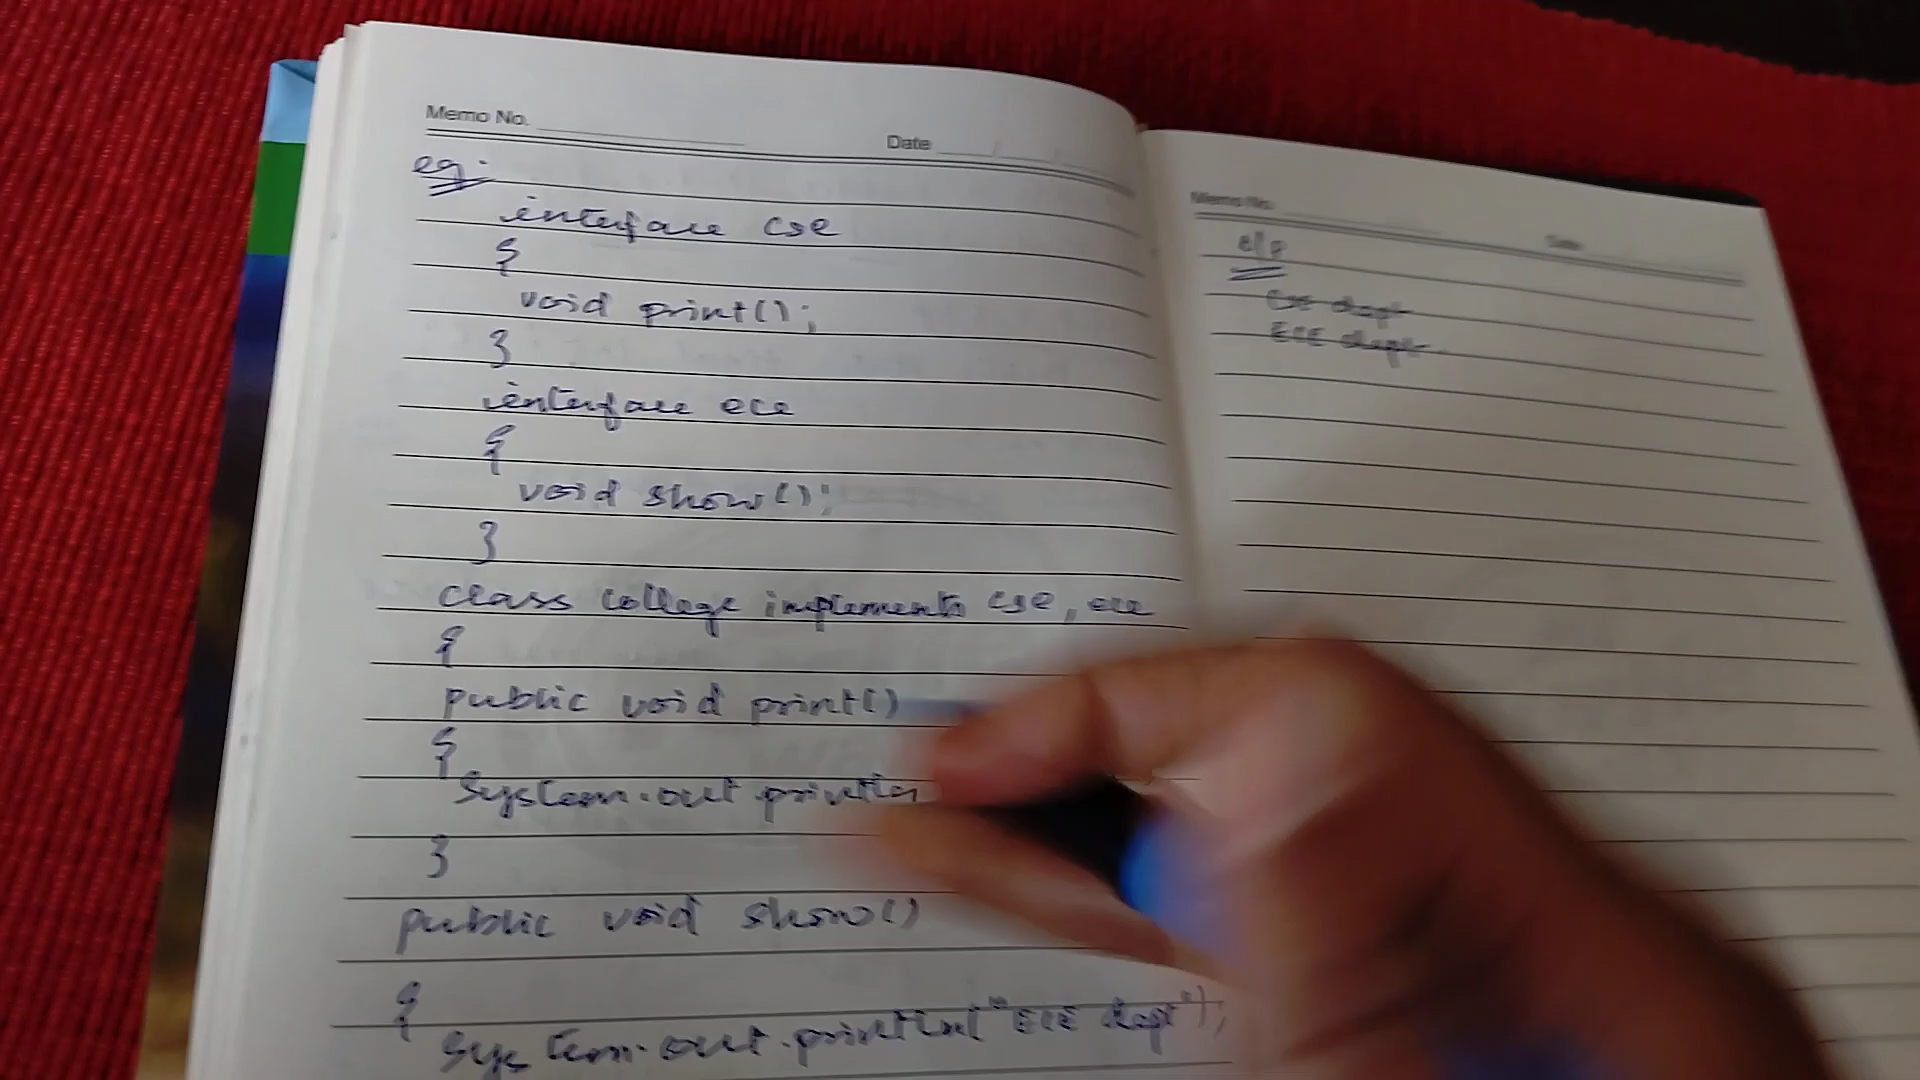 Memo No.
Date
eg:
interface cse
{
void print();
}
interface ece
{
void show();
}
class college implements cse, ece
{
public void print()
{
System.out.println
}
public void show()
{
System.out.println("ECE dept");
Memo No.
Date
o/p
CSE dept
ECE dept